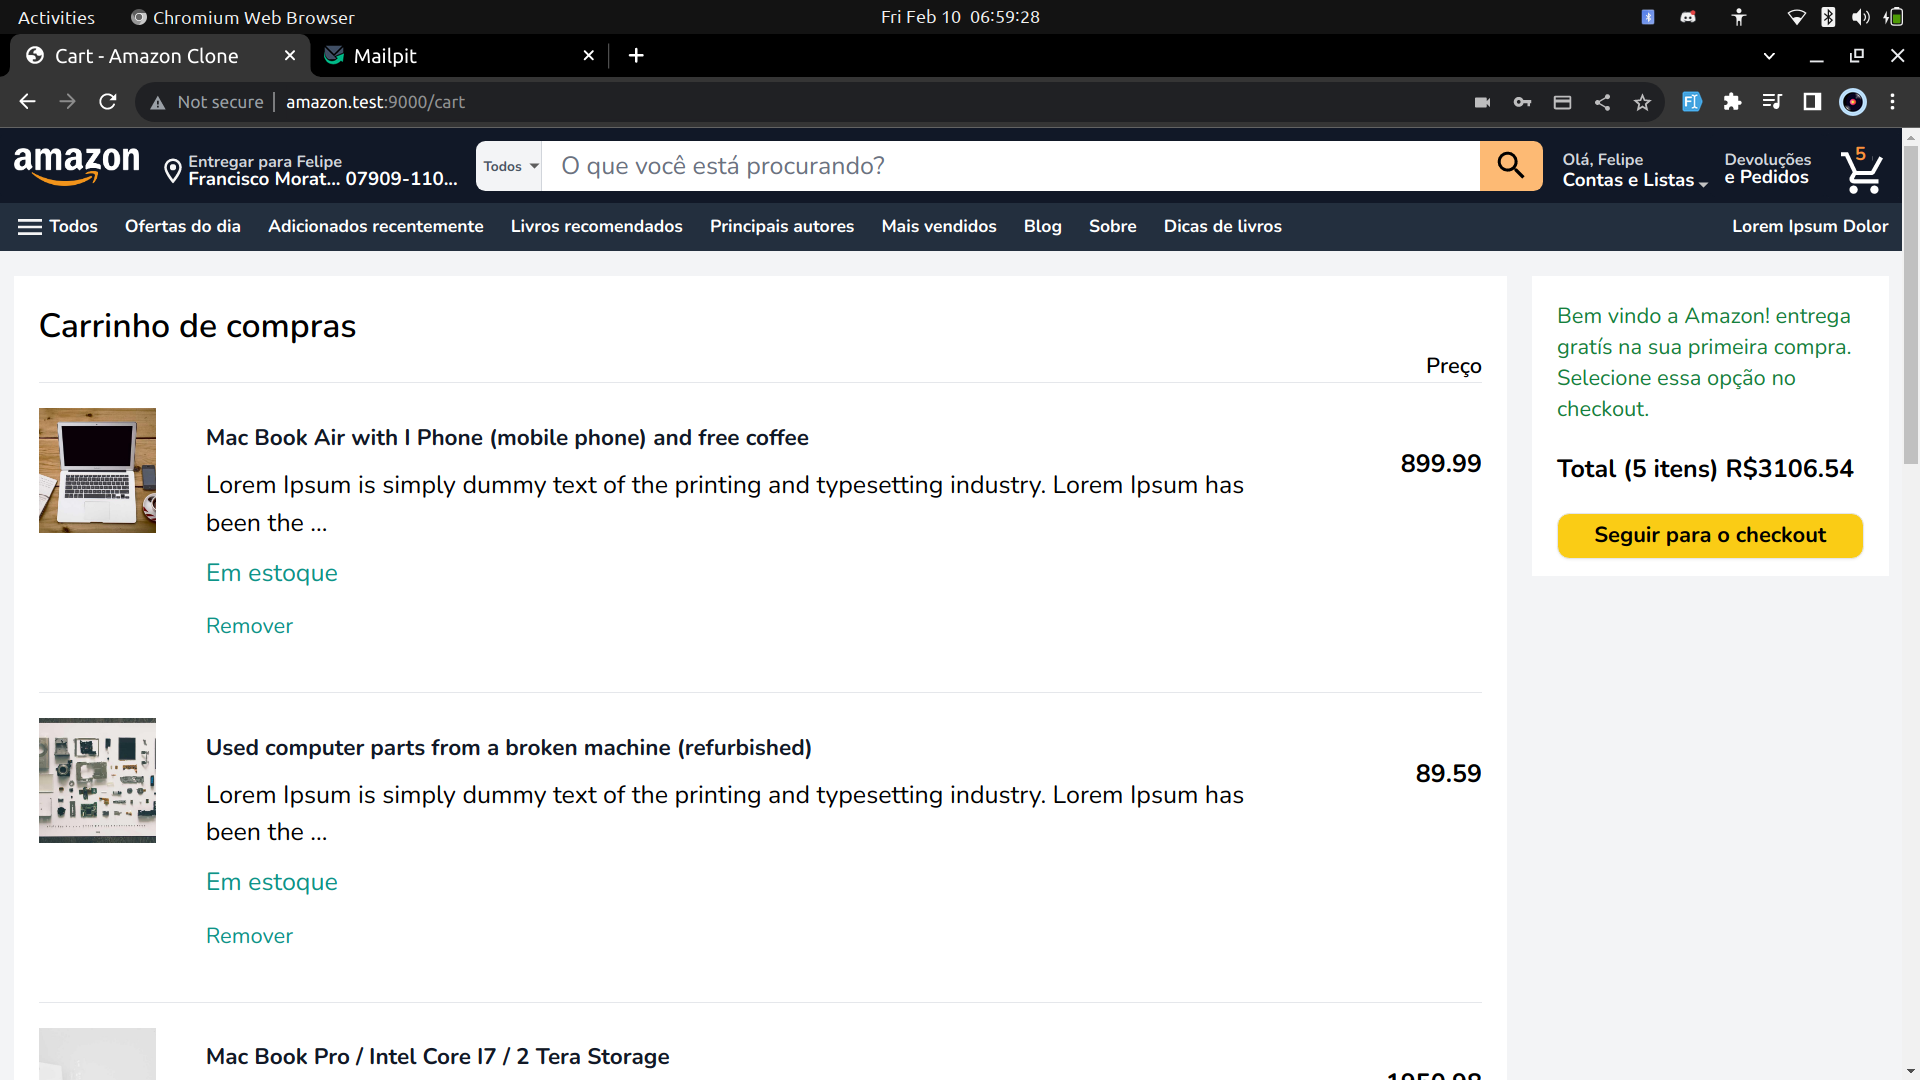 Activities
Chromium Web Browser
Fri Feb 10 06:59:28
Cart - Amazon Clone
Mailpit
Not secure
amazon.test:9000/cart
amazon
Entregar para Felipe
Francisco Morat... 07909-110...
Todos
O que você está procurando?
Olá, Felipe
Contas e Listas
Devoluções
e Pedidos
5
Todos
Ofertas do dia
Adicionados recentemente
Livros recomendados
Principais autores
Mais vendidos
Blog
Sobre
Dicas de livros
Lorem Ipsum Dolor
Carrinho de compras
Preço
Mac Book Air with I Phone (mobile phone) and free coffee
899.99
Lorem Ipsum is simply dummy text of the printing and typesetting industry. Lorem Ipsum has
been the ...
Em estoque
Remover
Used computer parts from a broken machine (refurbished)
89.59
Lorem Ipsum is simply dummy text of the printing and typesetting industry. Lorem Ipsum has
been the ...
Em estoque
Remover
Mac Book Pro / Intel Core I7 / 2 Tera Storage
Bem vindo a Amazon! entrega
gratís na sua primeira compra.
Selecione essa opção no
checkout.
Total (5 itens) R$3106.54
Seguir para o checkout